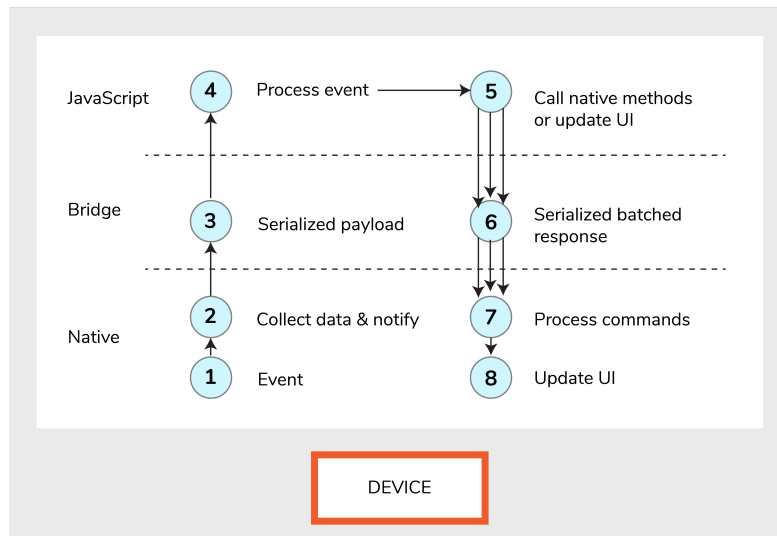 JavaScript
4
Process event
5
Call native methods
or update UI
Bridge
3
Serialized payload
6
Serialized batched
response
Native
2
Collect data & notify
7
Process commands
1
Event
8
Update UI
DEVICE